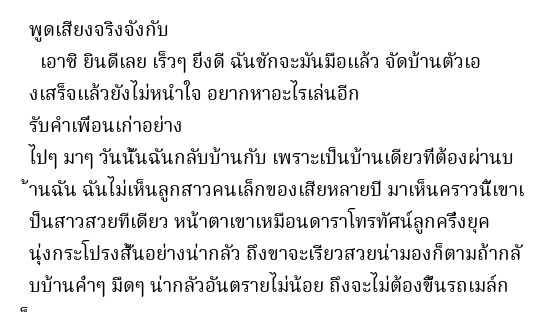 พูดเสียงจริงจังกับ
เอาซิ ยินดีเลย เร็วๆ ยิ่งดี ฉันชักจะมันมือแล้ว จัดบ้านตัวเอ
งเสร็จแล้วยังไม่หนำใจ อยากหาอะไรเล่นอีก
รับคำเพื่อนเก่าอย่าง
ไปๆ มาๆ วันนั้นฉันกลับบ้านกับ เพราะเป็นบ้านเดียวที่ต้องผ่านบ
้านฉัน ฉันไม่เห็นลูกสาวคนเล็กของเสียหลายปี มาเห็นคราวนี้เขาเ
ป็นสาวสวยทีเดียว หน้าตาเขาเหมือนดาราโทรทัศน์ลูกครึ่งยุค
นุ่งกระโปรงสั้นอย่างน่ากลัว ถึงขาจะเรียวสวยน่ามองก็ตามถ้ากลั
บบ้านค่ำๆ มืดๆ น่ากลัวอันตรายไม่น้อย ถึงจะไม่ต้องขึ้นรถเมล์ก
็